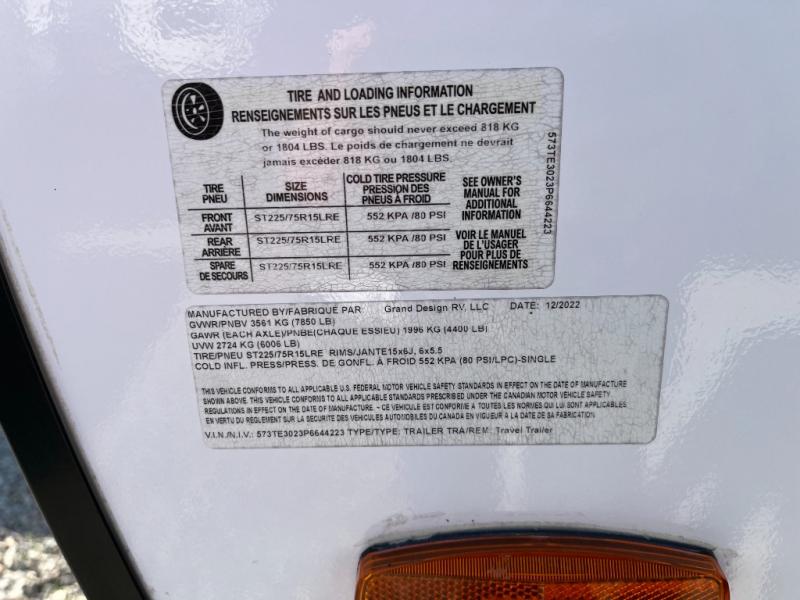 TIRE AND LOADING INFORMATION
RENSEIGNEMENTS SUR LES PNEUS ET LE CHARGEMENT
The weight of cargo should never exceed 818 KG
or 1804 LBS. Le poids de chargement ne devrait
jamais excéder 818 KG ou 1804 LBS.
TIRE
PNEU
SIZE
DIMENSIONS
COLD TIRE PRESSURE
PRESSION DES
PNEUS À FROID
FRONT
AVANT
ST225/75R15LRE
552 KPA /80 PSI
REAR
ARRIÈRE
ST225/75R15LRE
552 KPA /80 PSI
SPARE
DE SECOURS
ST225/75R15LRE
552 KPA /80 PSI
SEE OWNER'S
MANUAL FOR
ADDITIONAL
INFORMATION
VOIR LE MANUEL
DE L'USAGER
POUR PLUS DE
RENSEIGNEMENTS
573TE3023P6644223
MANUFACTURED BY/FABRIQUÉ PAR Grand Design RV, LLC DATE: 12/2022
GVWR/PNBV 3561 KG (7850 LB)
GAWR (EACH AXLE)/PNBE(CHAQUE ESSIEU) 1996 KG (4400 LB)
UVW 2724 KG (6006 LB)
TIRE/PNEU ST225/75R15LRE RIMS/JANTE15x6J, 6x5.5
COLD INFL. PRESS/PRESS. DE GONFL. À FROID 552 KPA (80 PSI/LPC)-SINGLE
THIS VEHICLE CONFORMS TO ALL APPLICABLE U.S. FEDERAL MOTOR VEHICLE SAFETY STANDARDS IN EFFECT ON THE DATE OF MANUFACTURE
SHOWN ABOVE. THIS VEHICLE CONFORMS TO ALL APPLICABLE STANDARDS PRESCRIBED UNDER THE CANADIAN MOTOR VEHICLE SAFETY
REGULATIONS IN EFFECT ON THE DATE OF MANUFACTURE. - CE VÉHICULE EST CONFORME A TOUTES LES NORMES QUI LUI SONT APPLICABLES
EN VERTU DU RÈGLEMENT SUR LA SECURITE DES VÉHICULES AUTOMOBILES DU CANADA EN VIGUEUR A LA DATE DE SA FABRICATION
V.I.N./N.I.V.: 573TE3023P6644223 TYPE/TYPE: TRAILER TRA/REM: Travel Trailer